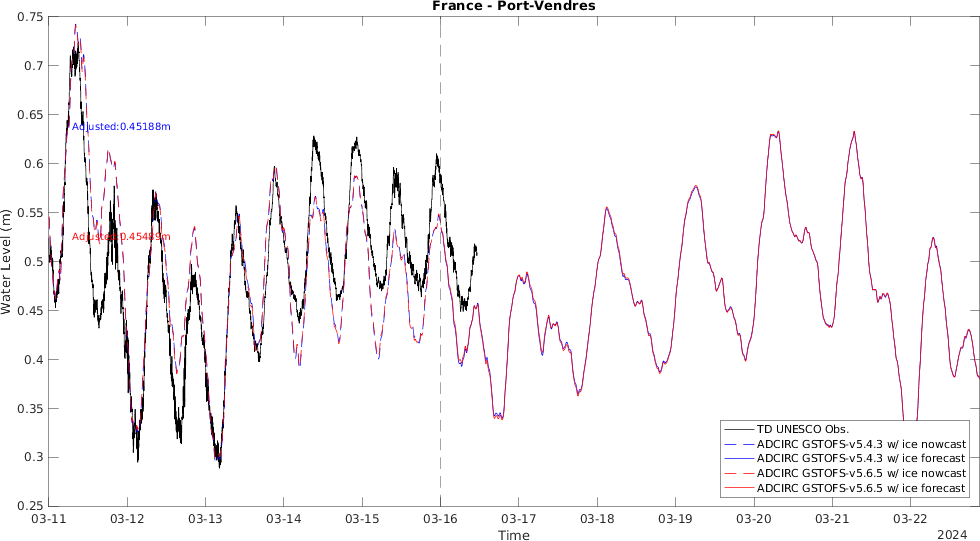 France - Port-Vendres
0.75
0.7
0.65
0.6
0.55
0.5
0.45
0.4
0.35
0.3
0.25
Water Level (m)
Adjusted:0.45188m
Adjusted:0.45489m
TD UNESCO Obs.
ADCIRC GSTOFS-v5.4.3 w/ ice nowcast
ADCIRC GSTOFS-v5.4.3 w/ ice forecast
ADCIRC GSTOFS-v5.6.5 w/ ice nowcast
ADCIRC GSTOFS-v5.6.5 w/ ice forecast
03-11 03-12 03-13 03-14 03-15 03-16 03-17 03-18 03-19 03-20 03-21 03-22
Time
2024